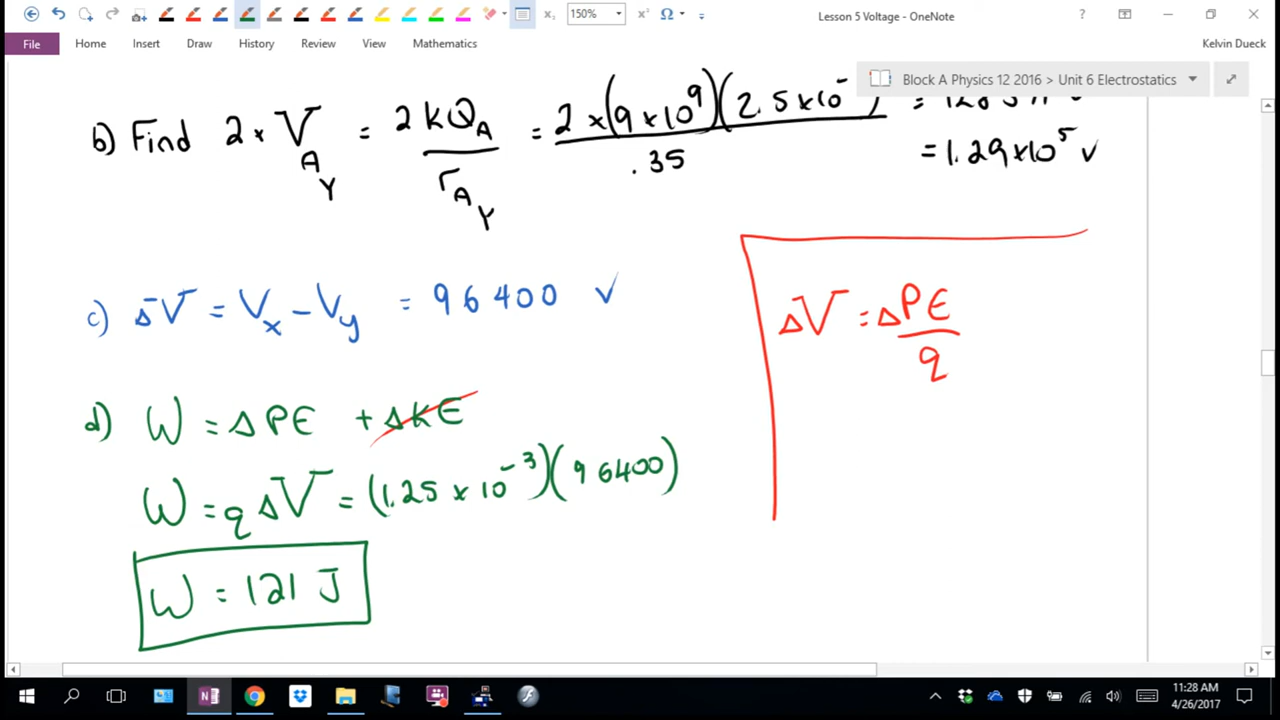 150%
Lesson 5 Voltage - OneNote
File Home Insert Draw History Review View Mathematics Kelvin Dueck
Block A Physics 12 2016 > Unit 6 Electrostatics
b) Find 2 × V_A_Y = 2kQ_A / r_A_Y = 2 × (9 × 10^9)(2.5 × 10^- / .35
= 1.29 × 10^5 V
c) ΔV = V_x − V_y = 96400 V
ΔV = ΔPE / q
d) W = ΔPE + ΔKE
W = qΔV = (1.25 × 10^-3)(96400)
W = 121 J
11:28 AM
4/26/2017